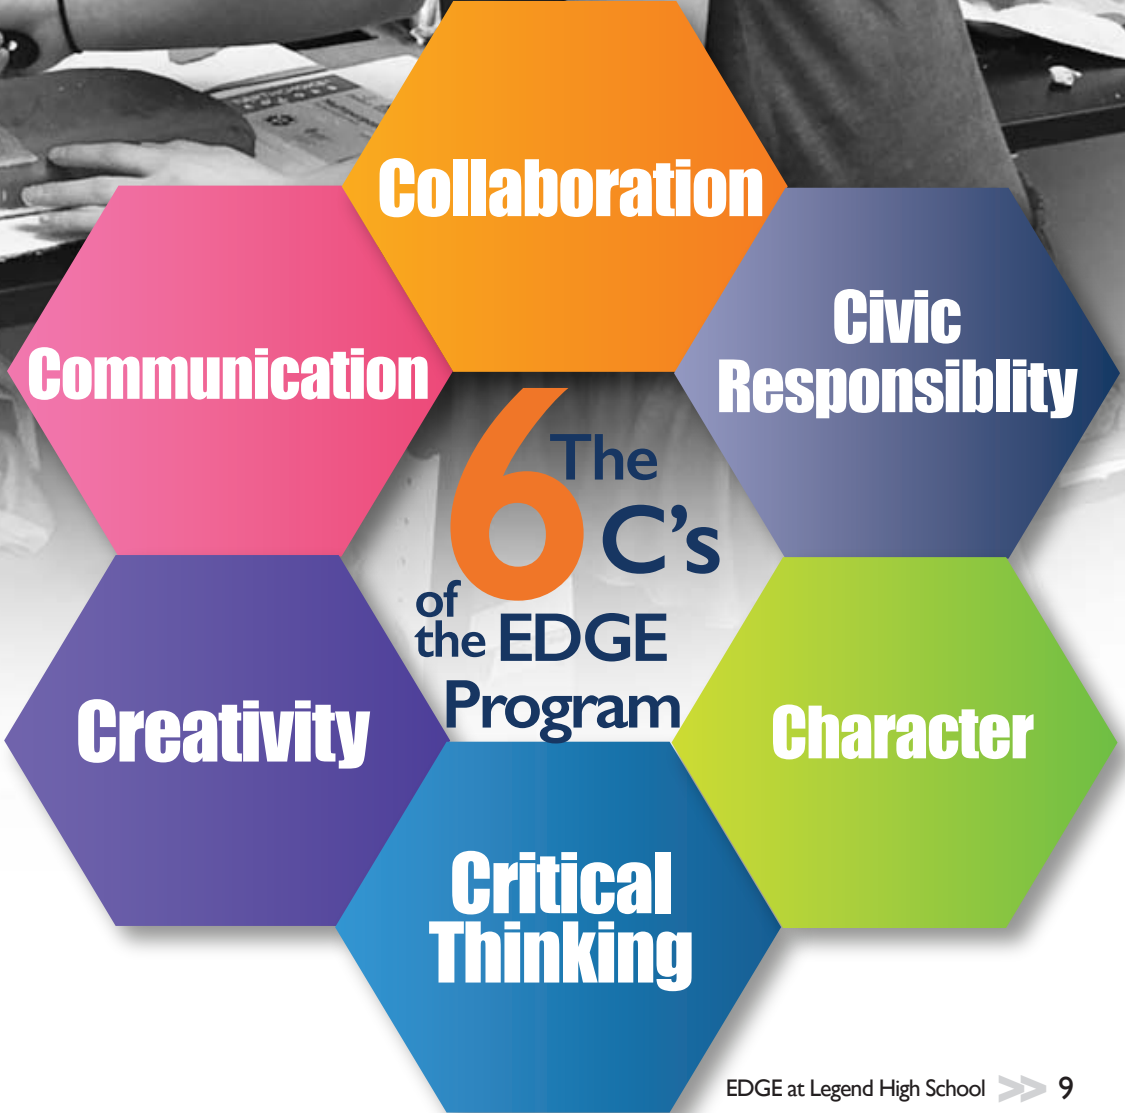 Collaboration
Communication
Civic
Responsiblity
The
6 C's
of
the EDGE
Program
Creativity
Character
Critical
Thinking
EDGE at Legend High School >> 9